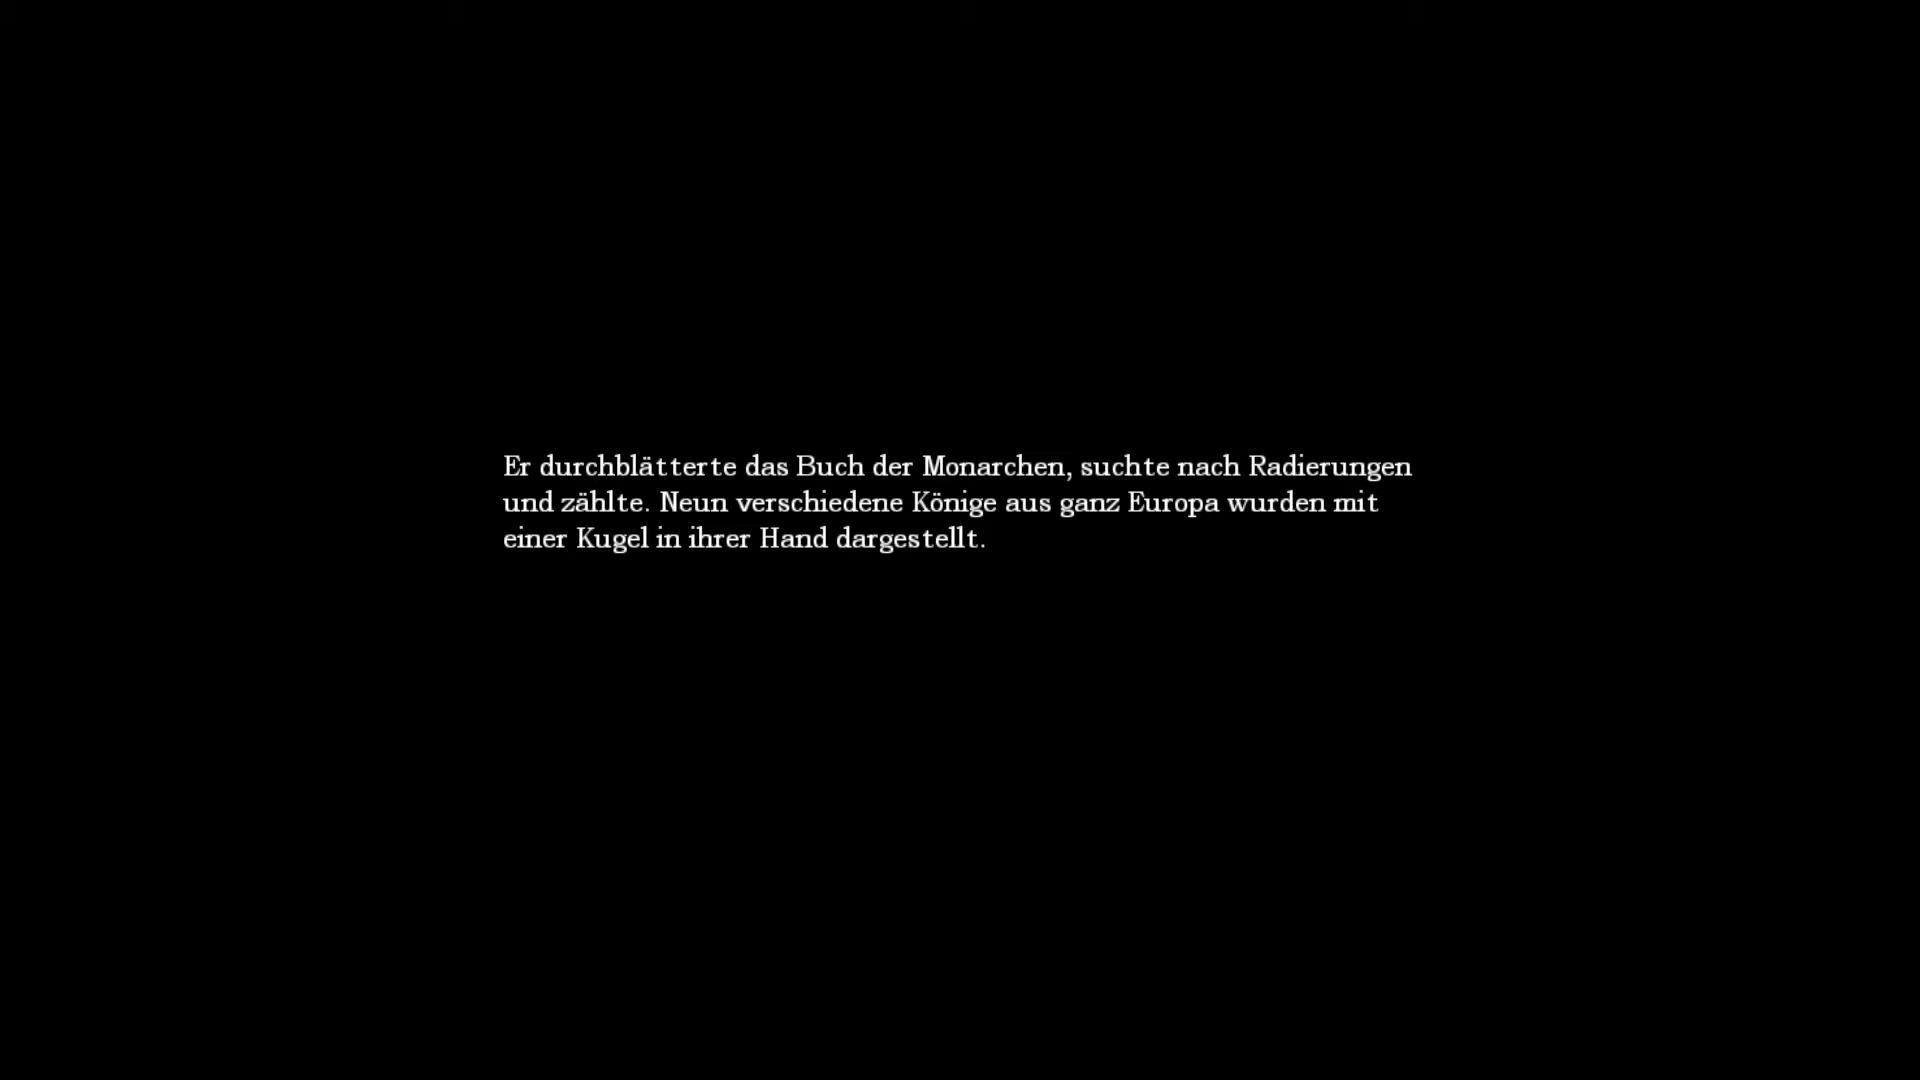 Er durchblätterte das Buch der Monarchen, suchte nach Radierungen
und zählte. Neun verschiedene Könige aus ganz Europa wurden mit
einer Kugel in ihrer Hand dargestellt.